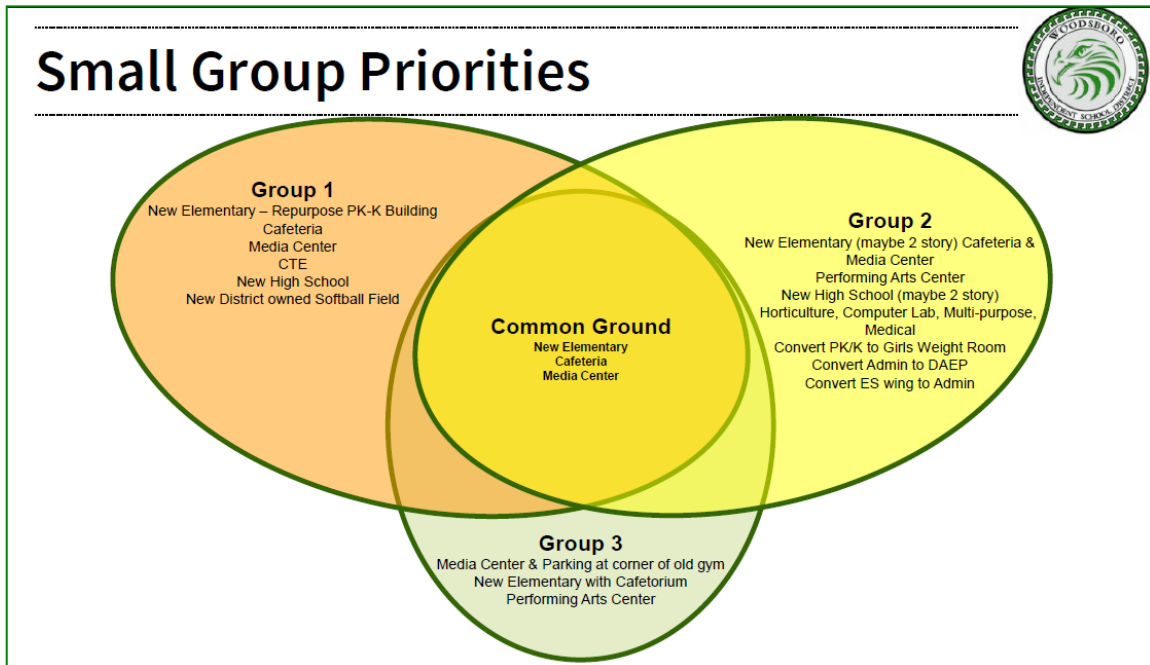 Small Group Priorities
WOODSBORO
INDEPENDENT SCHOOL DISTRICT
Group 1
New Elementary – Repurpose PK-K Building
Cafeteria
Media Center
CTE
New High School
New District owned Softball Field
Group 2
New Elementary (maybe 2 story) Cafeteria &
Media Center
Performing Arts Center
New High School (maybe 2 story)
Horticulture, Computer Lab, Multi-purpose,
Medical
Convert PK/K to Girls Weight Room
Convert Admin to DAEP
Convert ES wing to Admin
Common Ground
New Elementary
Cafeteria
Media Center
Group 3
Media Center & Parking at corner of old gym
New Elementary with Cafetorium
Performing Arts Center